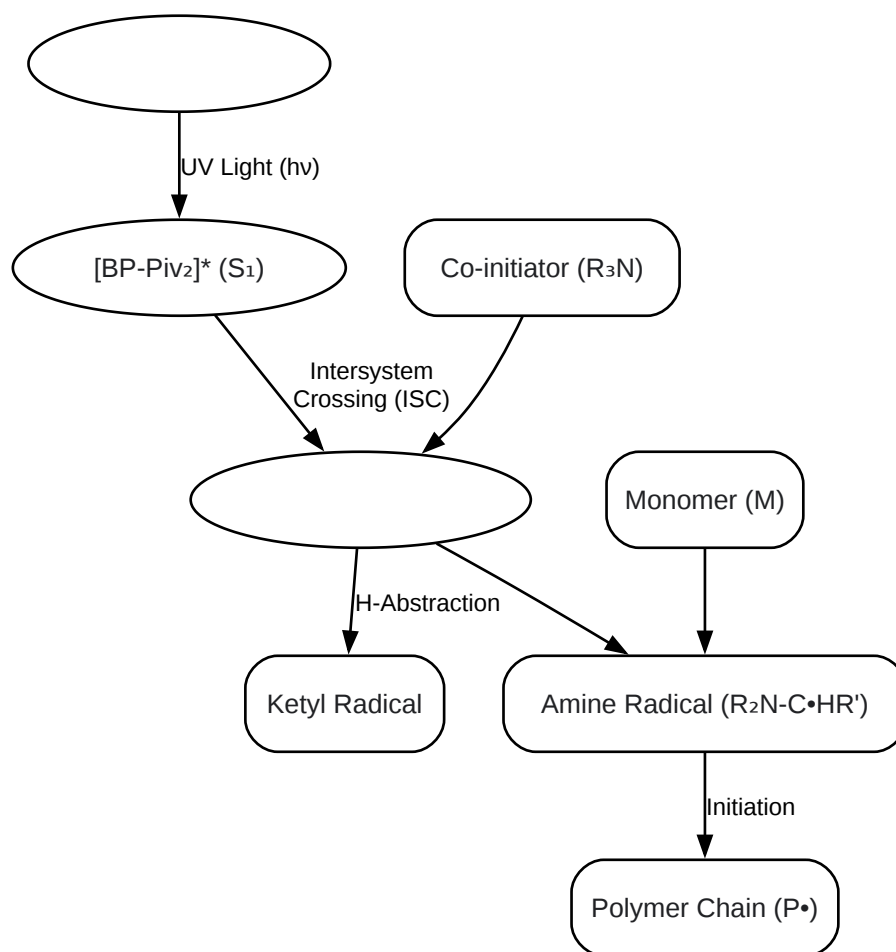 UV Light (hν)
[BP-Piv₂]* (S₁)
Co-initiator (R₃N)
Intersystem
Crossing (ISC)
Monomer (M)
H-Abstraction
Ketyl Radical
Amine Radical (R₂N-C•HR')
Initiation
Polymer Chain (P•)